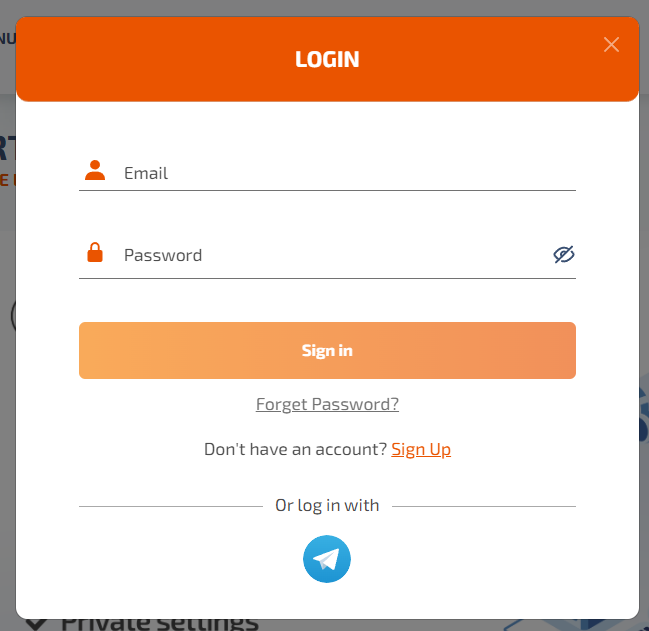 NU
LOGIN
RT
E
Email
Password
Sign in
Forget Password?
Don't have an account? Sign Up
Or log in with
Private settings